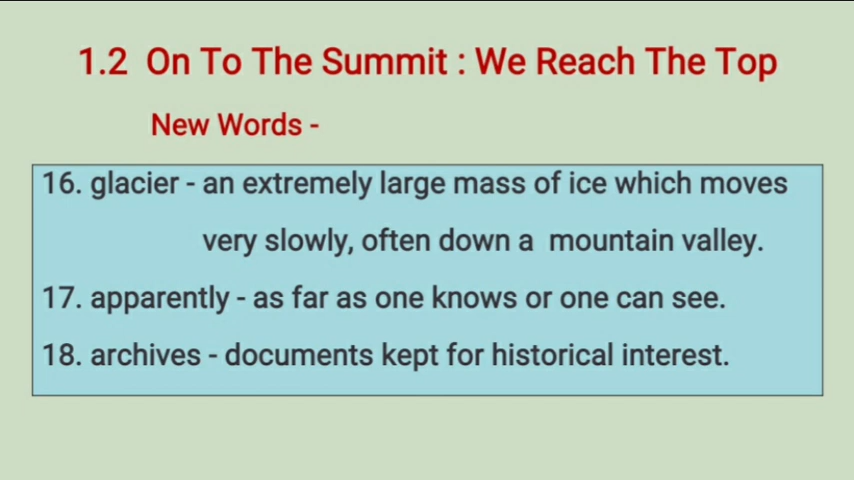 1.2 On To The Summit : We Reach The Top
New Words -
16. glacier - an extremely large mass of ice which moves
very slowly, often down a mountain valley.
17. apparently - as far as one knows or one can see.
18. archives - documents kept for historical interest.